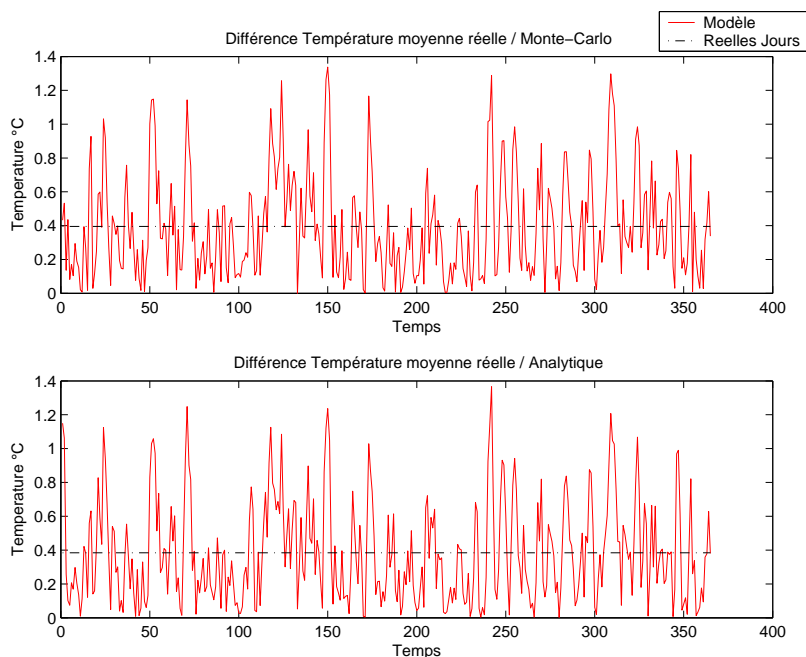 Modèle
Reelles Jours
Différence Température moyenne réelle / Monte−Carlo
1.4
1.2
1
0.8
0.6
0.4
0.2
0
Temperature °C
0 50 100 150 200 250 300 350 400
Temps
Différence Température moyenne réelle / Analytique
1.4
1.2
1
0.8
0.6
0.4
0.2
0
Temperature °C
0 50 100 150 200 250 300 350 400
Temps